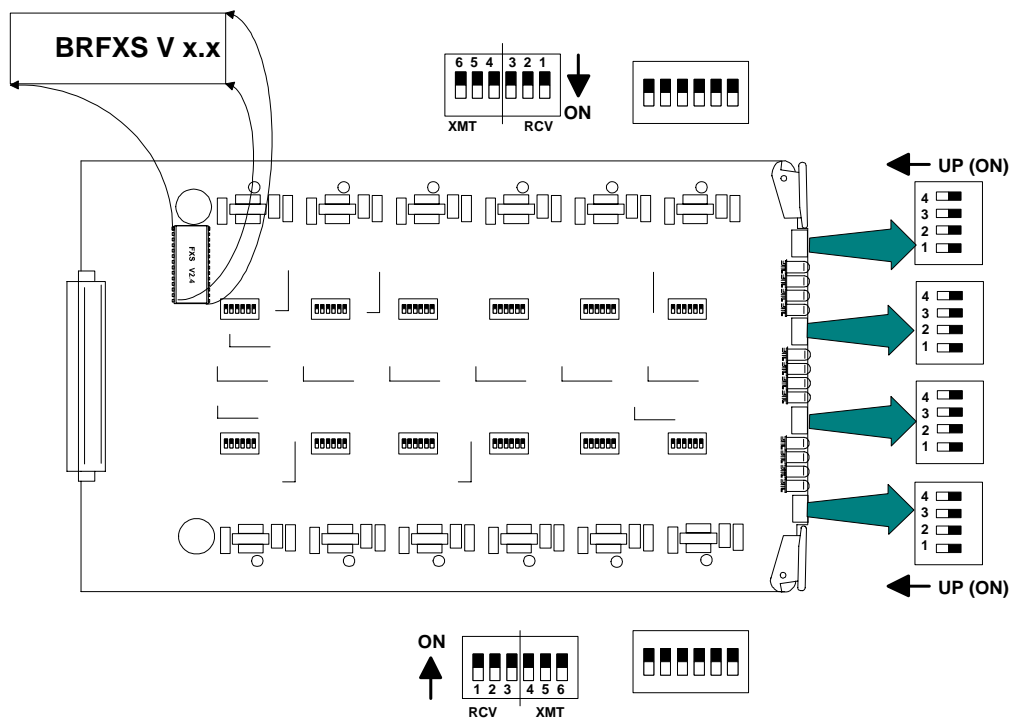 BRFXS V x.x
6 5 4 3 2 1
ON
XMT RCV
UP (ON)
4
3
2
1
FXS V2.4
4
3
2
1
4
3
2
1
4
3
2
1
UP (ON)
ON
1 2 3 4 5 6
RCV XMT